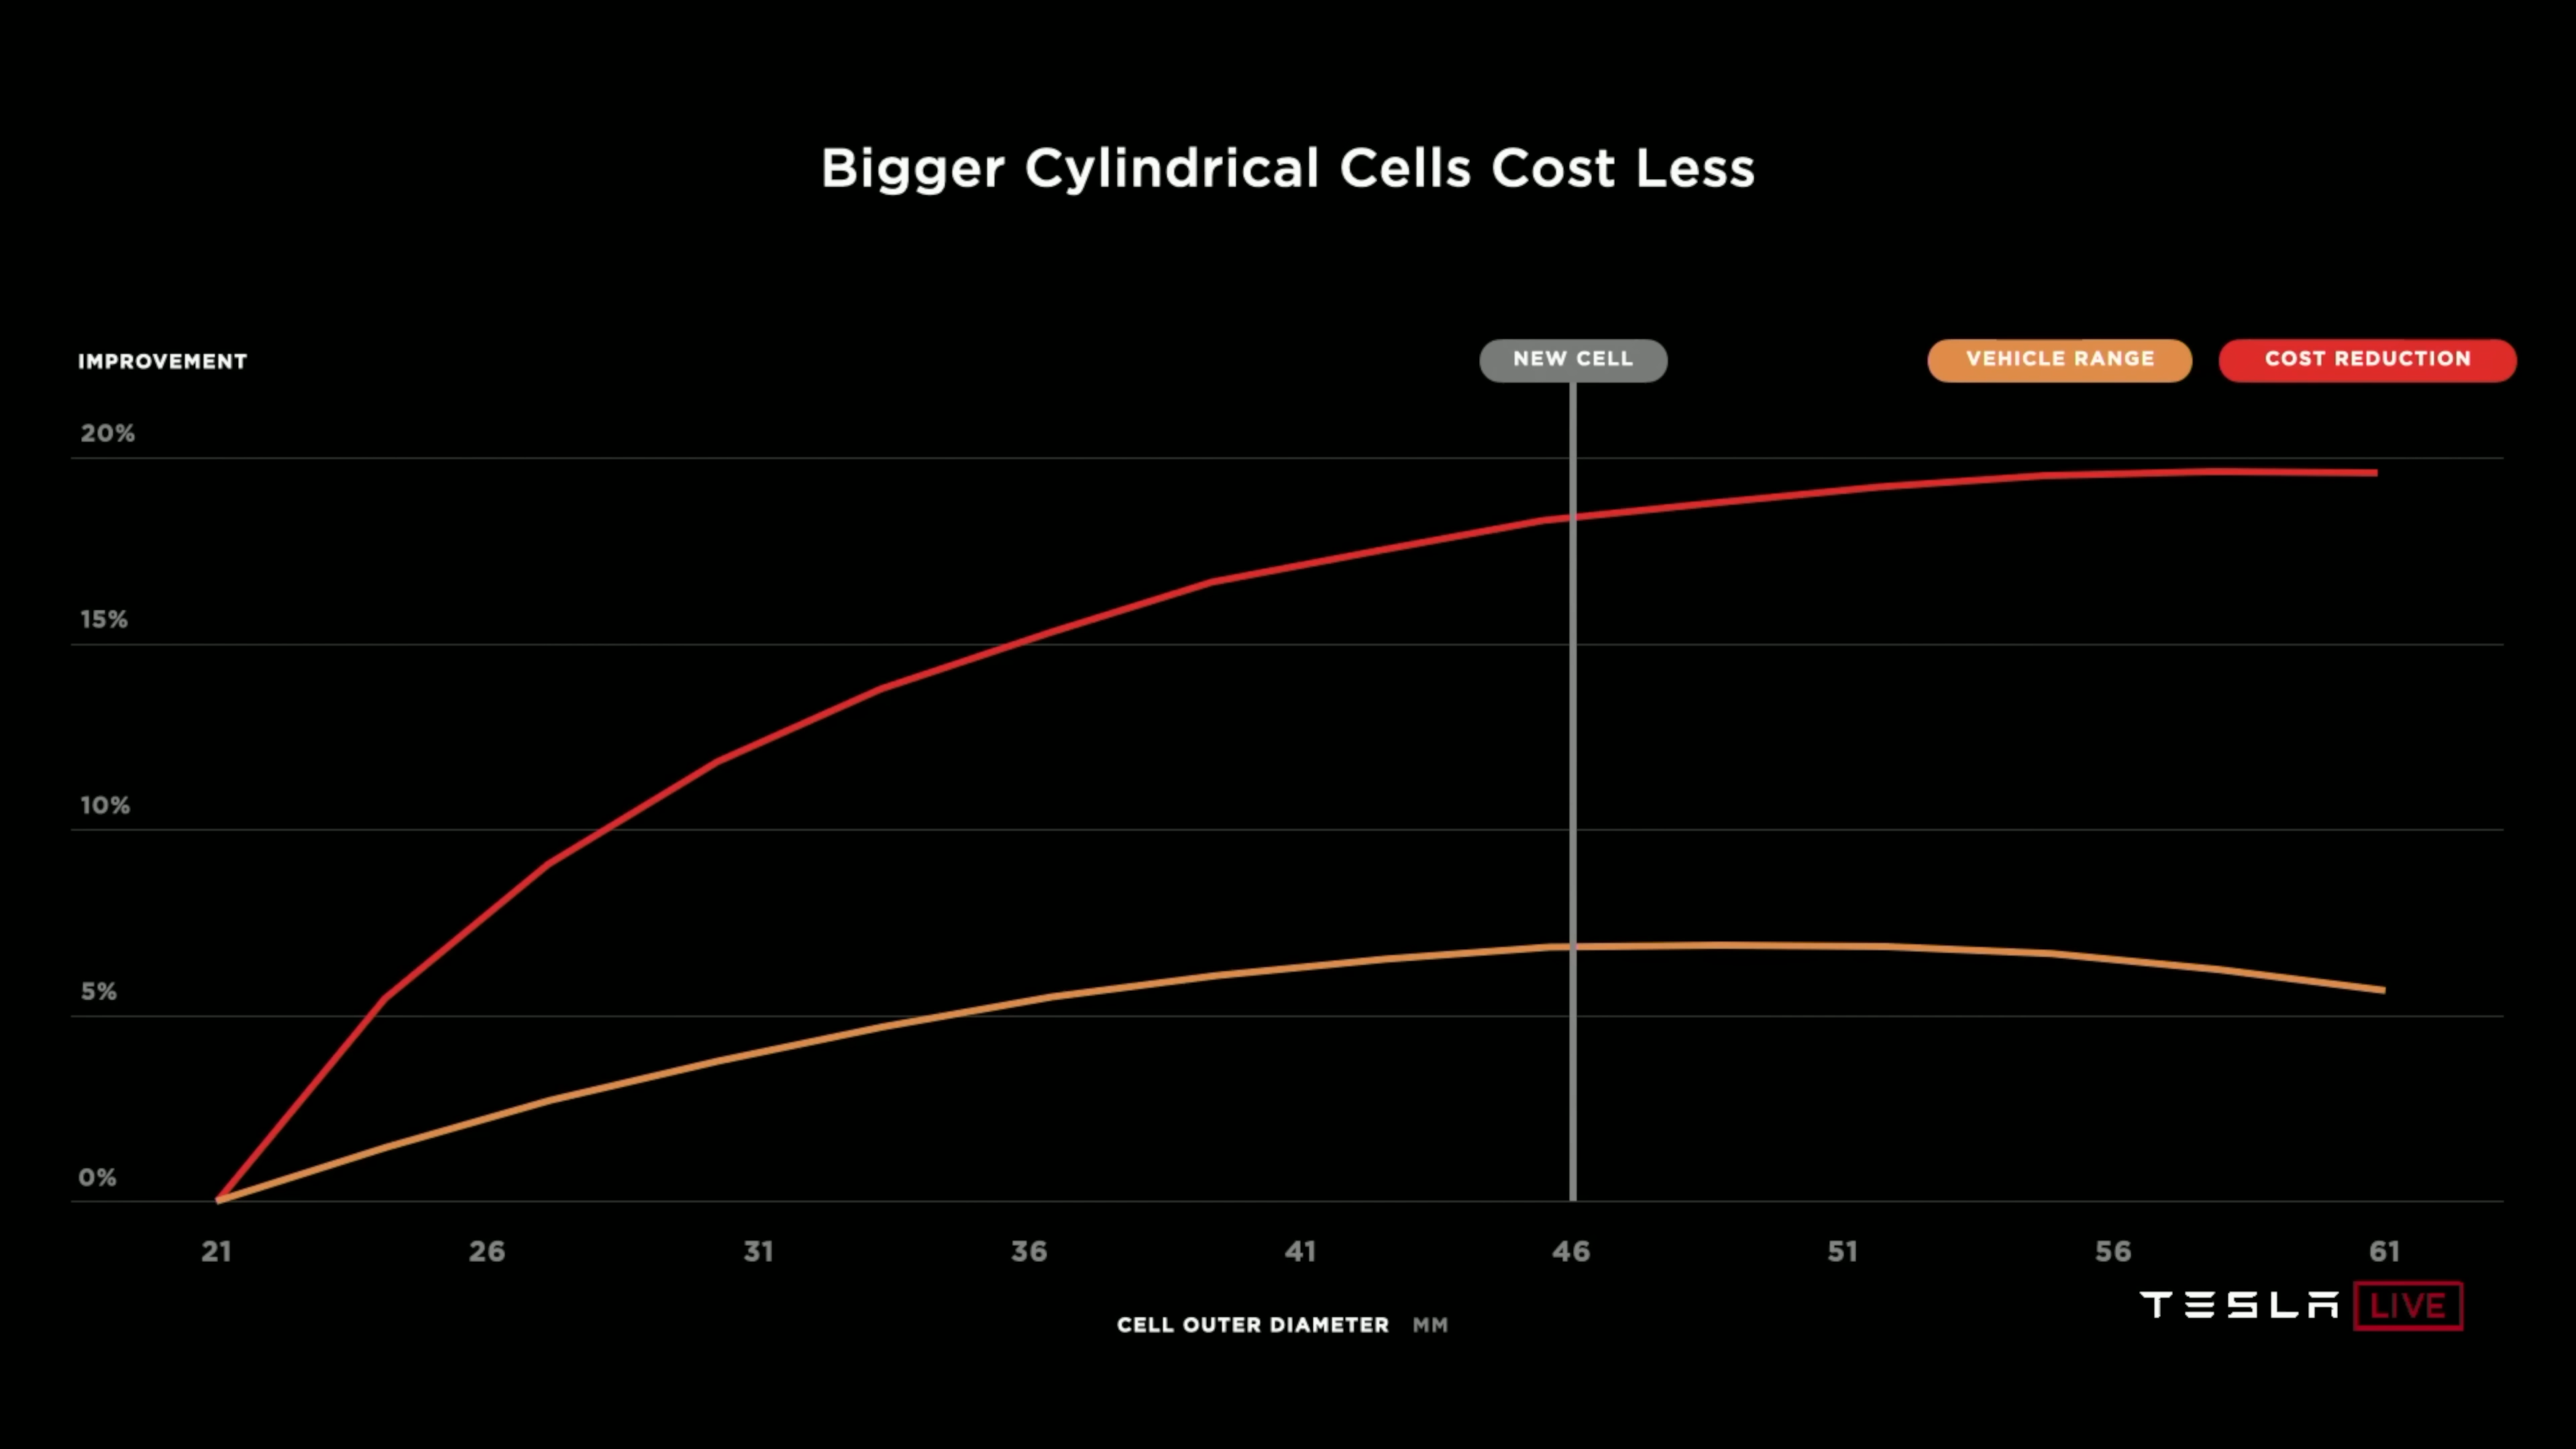 Bigger Cylindrical Cells Cost Less
IMPROVEMENT
NEW CELL
VEHICLE RANGE
COST REDUCTION
20%
15%
10%
5%
0%
21 26 31 36 41 46 51 56 61
CELL OUTER DIAMETER MM
TESLA LIVE